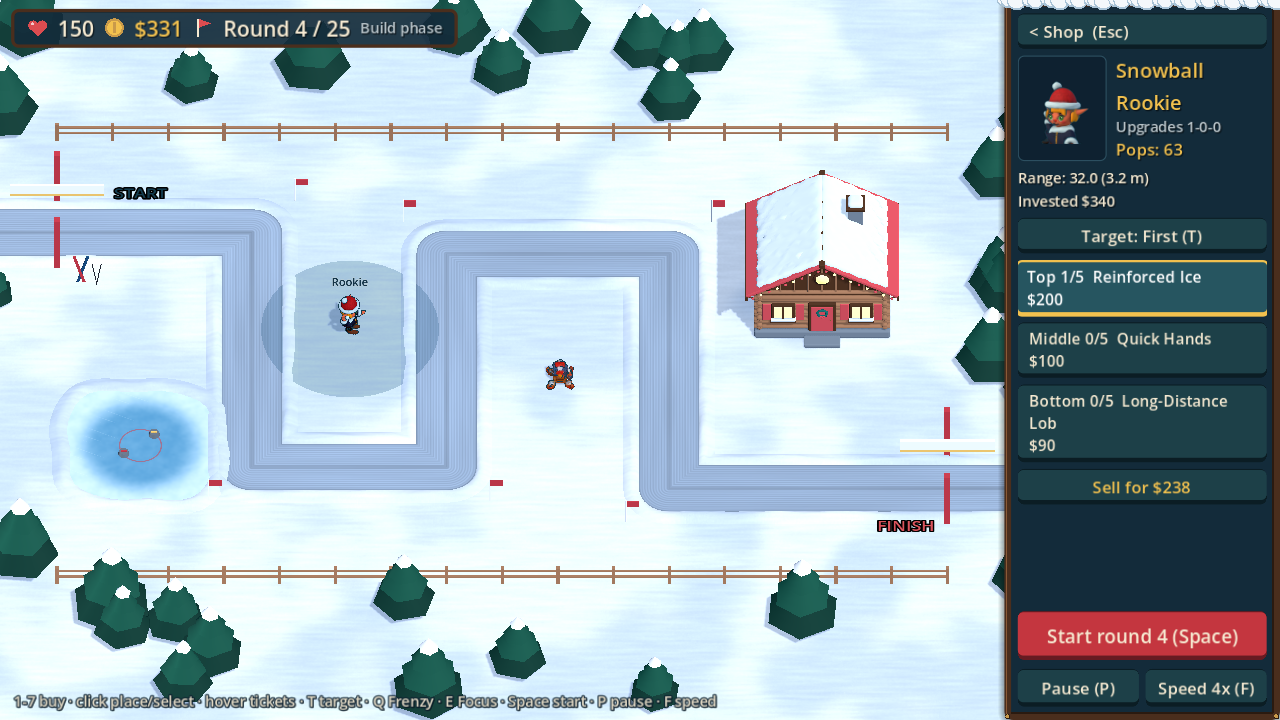 150 $331 Round 4 / 25 Build phase
START
Rookie
FINISH
1-7 buy · click place/select · hover tickets · T target · Q Frenzy · E Focus · Space start · P pause · F speed
< Shop (Esc)
Snowball
Rookie
Upgrades 1-0-0
Pops: 63
Range: 32.0 (3.2 m)
Invested $340
Target: First (T)
Top 1/5 Reinforced Ice
$200
Middle 0/5 Quick Hands
$100
Bottom 0/5 Long-Distance
Lob
$90
Sell for $238
Start round 4 (Space)
Pause (P)
Speed 4x (F)